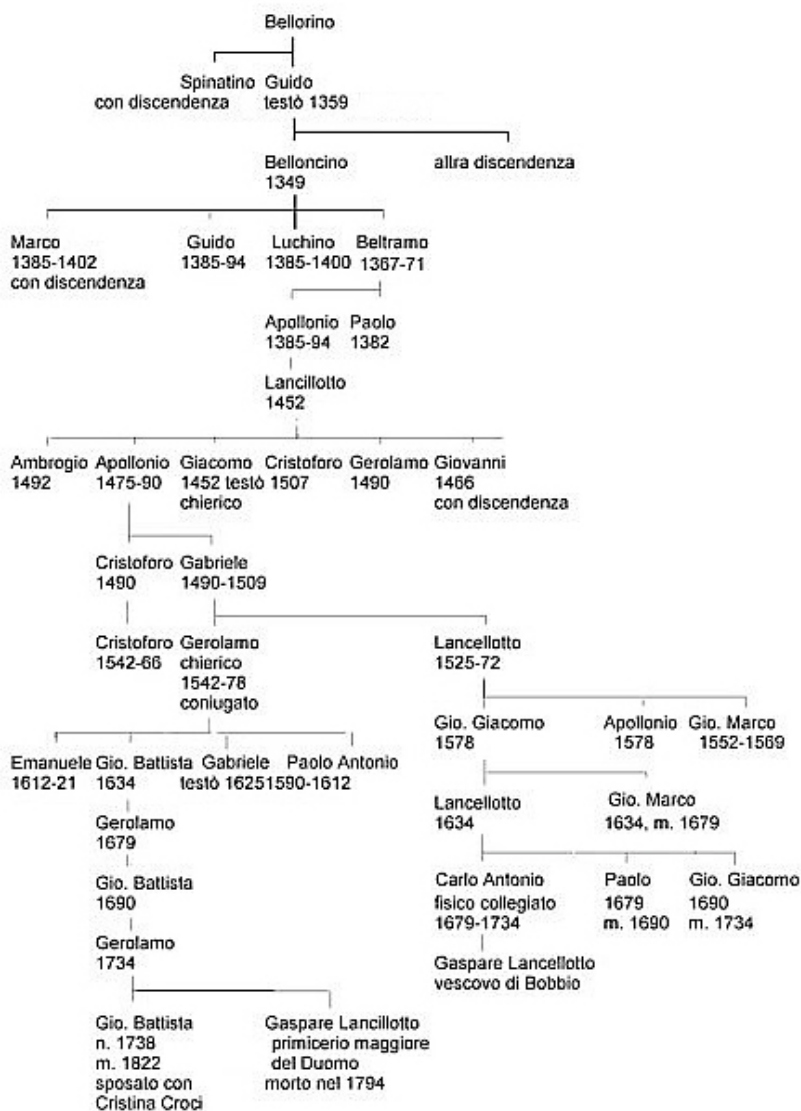 Bellorino
Spinatino Guido
con discendenza testò 1359
Belloncino altra discendenza
1349
Marco Guido Luchino Beltramo
1385-1402 1385-94 1385-1400 1367-71
con discendenza
Apollonio Paolo
1385-94 1382
Lancillotto
1452
Ambrogio Apollonio Giacomo Cristoforo Gerolamo Giovanni
1492 1475-90 1452 testò 1507 1490 1466
chierico con discendenza
Cristoforo Gabriele
1490 1490-1509
Cristoforo Gerolamo Lancellotto
1542-66 chierico 1525-72
1542-78
coniugato
Gio. Giacomo Apollonio Gio. Marco
1578 1578 1552-1569
Emanuele Gio. Battista Gabriele Paolo Antonio
1612-21 1634 testò 1625 1590-1612
Lancellotto Gio. Marco
1634 1634, m. 1679
Gerolamo
1679
Carlo Antonio Paolo Gio. Giacomo
fisico collegiato 1679 1690
1679-1734 m. 1690 m. 1734
Gio. Battista
1690
Gerolamo
1734
Gaspare Lancellotto
vescovo di Bobbio
Gio. Battista Gaspare Lancillotto
n. 1738 primicerio maggiore
m. 1822 del Duomo
sposato con morto nel 1794
Cristina Croci